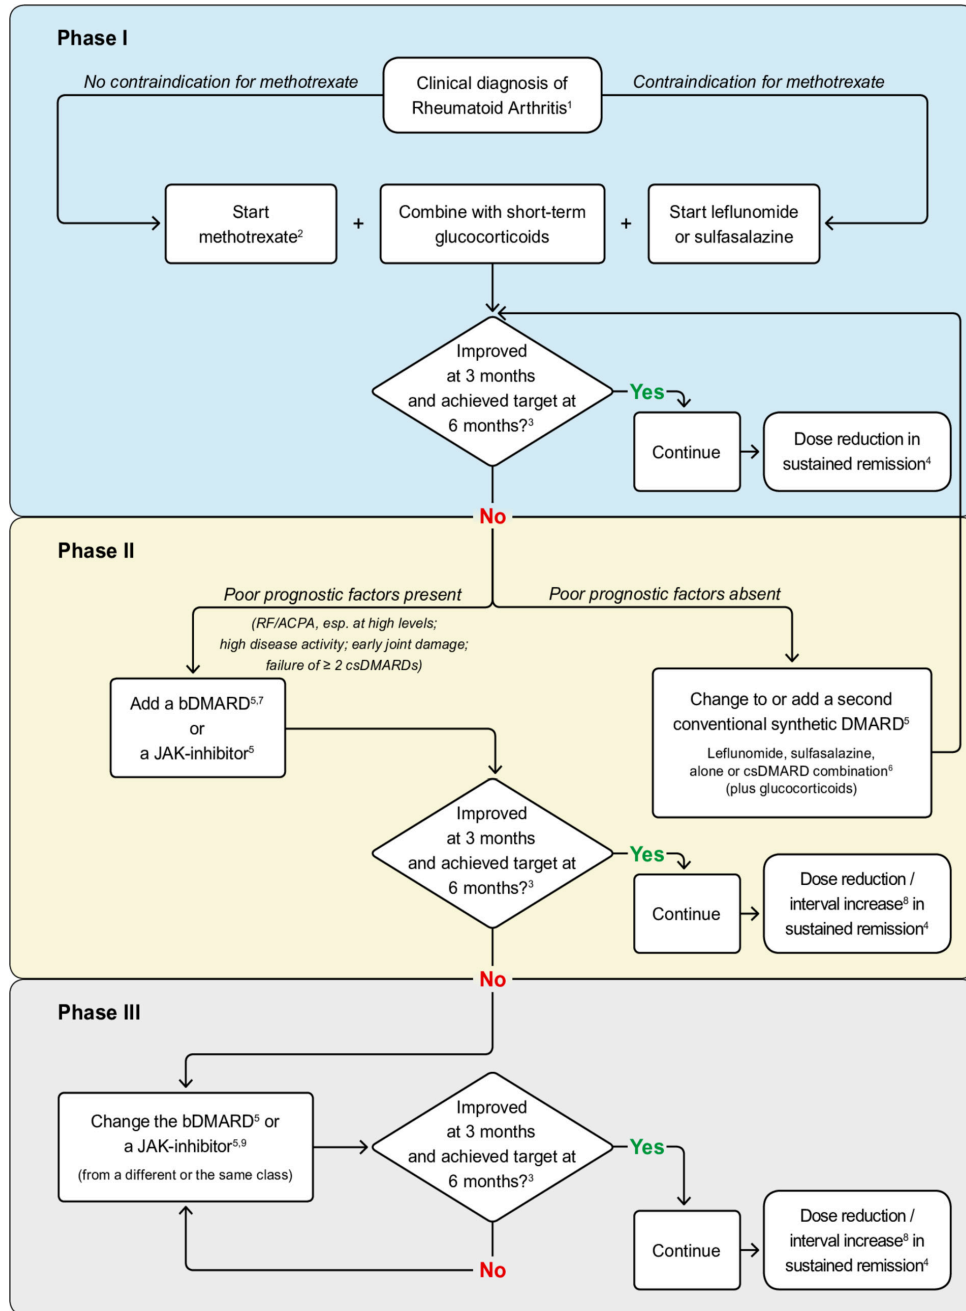 Phase I
No contraindication for methotrexate
Clinical diagnosis of
Rheumatoid Arthritis¹
Contraindication for methotrexate
Start
methotrexate²
+
Combine with short-term
glucocorticoids
+
Start leflunomide
or sulfasalazine
Improved
at 3 months
and achieved target at
6 months?³
Yes
Continue
Dose reduction in
sustained remission⁴
No
Phase II
Poor prognostic factors present
(RF/ACPA, esp. at high levels;
high disease activity; early joint damage;
failure of ≥ 2 csDMARDs)
Poor prognostic factors absent
Add a bDMARD⁵,⁷
or
a JAK-inhibitor⁵
Change to or add a second
conventional synthetic DMARD⁵
Leflunomide, sulfasalazine,
alone or csDMARD combination⁶
(plus glucocorticoids)
Improved
at 3 months
and achieved target at
6 months?³
Yes
Continue
Dose reduction /
interval increase⁸ in
sustained remission⁴
No
Phase III
Change the bDMARD⁵ or
a JAK-inhibitor⁵,⁹
(from a different or the same class)
Improved
at 3 months
and achieved target at
6 months?³
Yes
Continue
Dose reduction /
interval increase⁸ in
sustained remission⁴
No